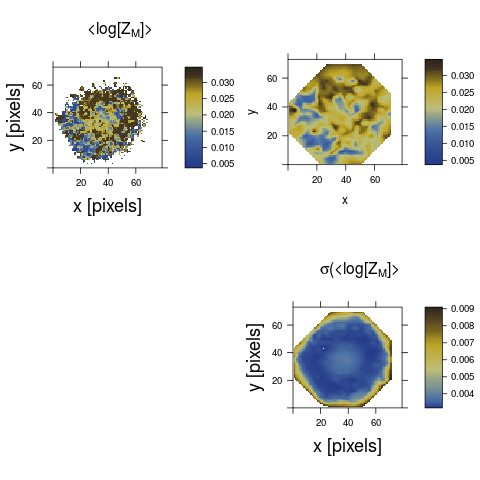 <log[Z_M]>
60
40
20
20 40 60
x [pixels]
y [pixels]
0.030
0.025
0.020
0.015
0.010
0.005
60
40
20
20 40 60
x
y
0.030
0.025
0.020
0.015
0.010
0.005
σ(<log[Z_M]>
60
40
20
20 40 60
x [pixels]
y [pixels]
0.009
0.008
0.007
0.006
0.005
0.004